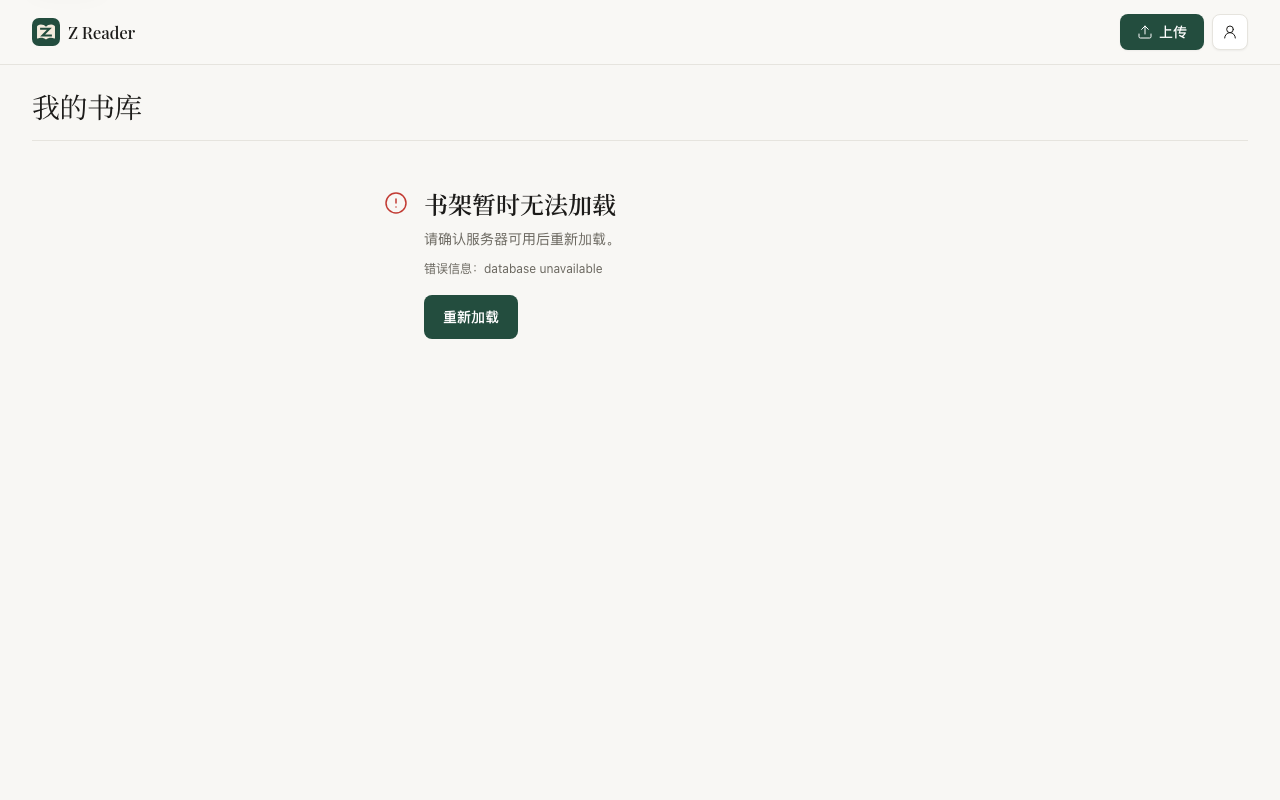 Z Reader
上传
我的书库
书架暂时无法加载
请确认服务器可用后重新加载。
错误信息：database unavailable
重新加载